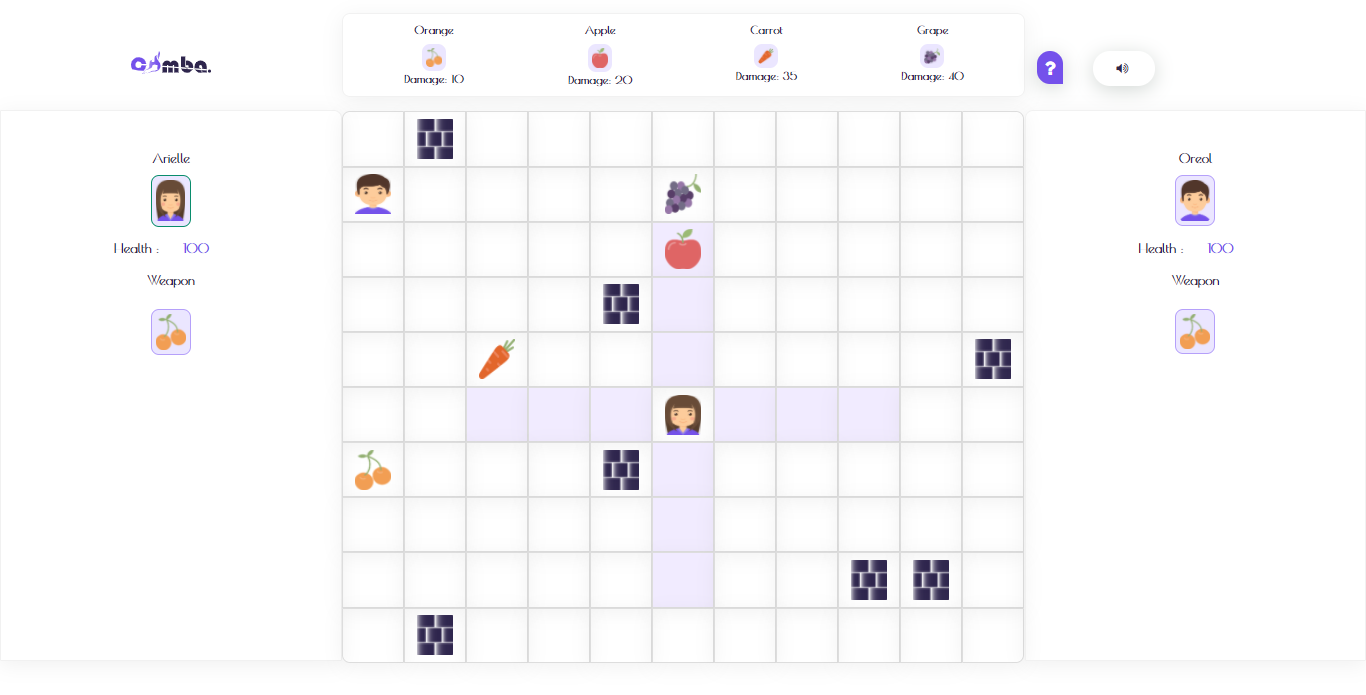 Orange
Apple
Carrot
Grape
Damage: 10
Damage: 20
Damage: 35
Damage: 40
?
Arielle
Health : 100
Weapon
Oreol
Health : 100
Weapon